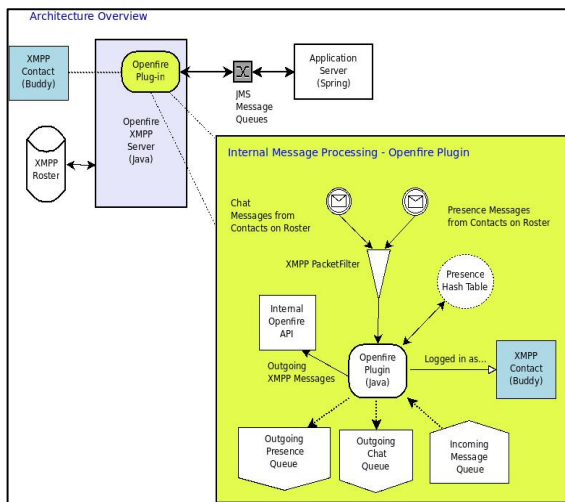 Architecture Overview
XMPP
Contact
(Buddy)
Openfire
Plug-in
Application
Server
(Spring)
JMS
Message
Queues
Openfire
XMPP
Server
(Java)
XMPP
Roster
Internal Message Processing - Openfire Plugin
Chat
Messages from
Contacts on Roster
Presence Messages
from Contacts on Roster
XMPP PacketFilter
Presence
Hash Table
Internal
Openfire
API
Openfire
Plugin
(Java)
Logged in as...
XMPP
Contact
(Buddy)
Outgoing
XMPP Messages
Outgoing
Presence
Queue
Outgoing
Chat
Queue
Incoming
Message
Queue